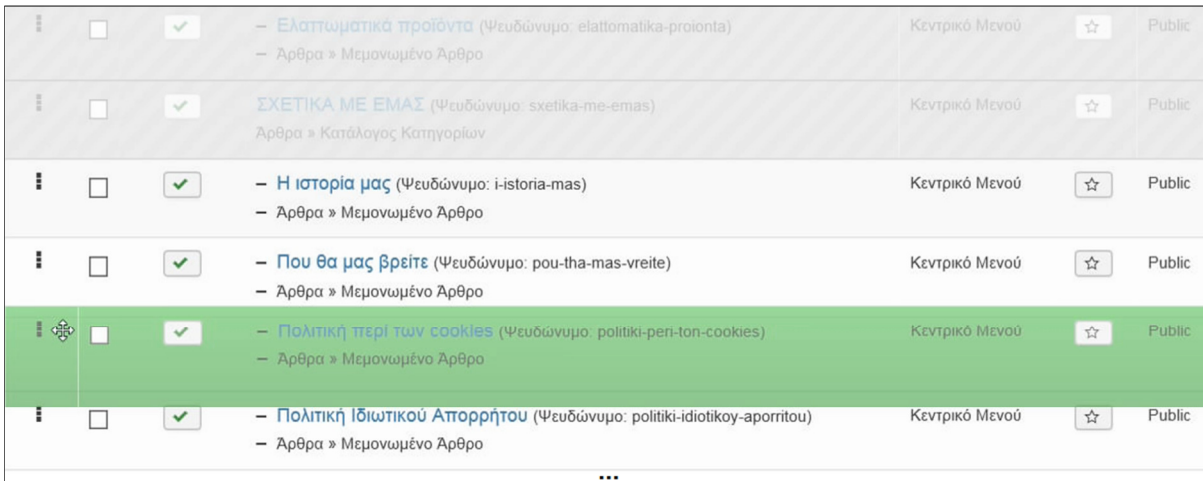 – Ελαττωματικά προϊόντα (Ψευδώνυμο: elattomatika-proionta) Κεντρικό Μενού Public
– Άρθρα » Μεμονωμένο Άρθρο
ΣΧΕΤΙΚΑ ΜΕ ΕΜΑΣ (Ψευδώνυμο: sxetika-me-emas) Κεντρικό Μενού Public
Άρθρα » Κατάλογος Κατηγορίων
– Η ιστορία μας (Ψευδώνυμο: i-istoria-mas) Κεντρικό Μενού Public
– Άρθρα » Μεμονωμένο Άρθρο
– Που θα μας βρείτε (Ψευδώνυμο: pou-tha-mas-vreite) Κεντρικό Μενού Public
– Άρθρα » Μεμονωμένο Άρθρο
– Πολιτική περί των cookies (Ψευδώνυμο: politiki-peri-ton-cookies) Κεντρικό Μενού Public
– Άρθρα » Μεμονωμένο Άρθρο
– Πολιτική Ιδιωτικού Απορρήτου (Ψευδώνυμο: politiki-idiotikoy-aporritou) Κεντρικό Μενού Public
– Άρθρα » Μεμονωμένο Άρθρο
...